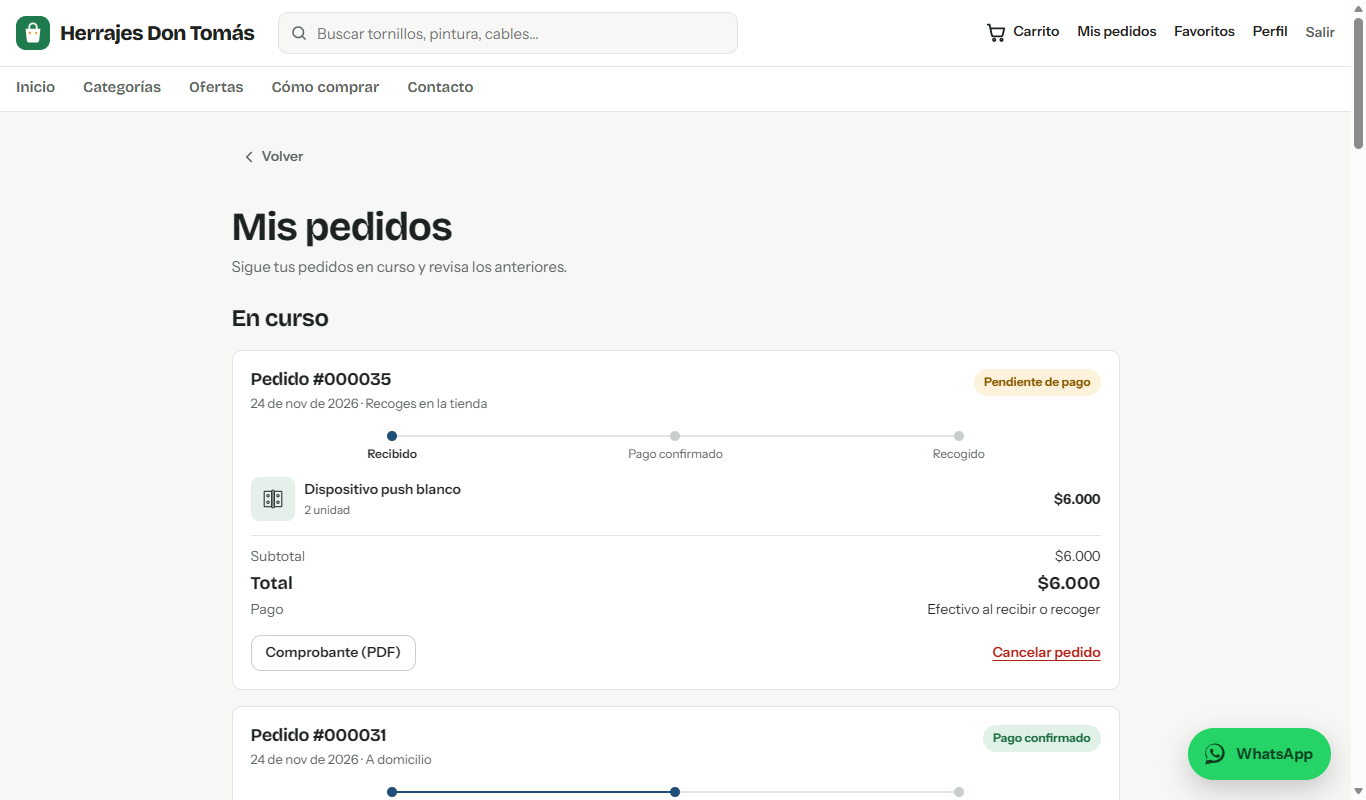 Herrajes Don Tomás
Buscar tornillos, pintura, cables...
Carrito
Mis pedidos
Favoritos
Perfil
Salir
Inicio
Categorías
Ofertas
Cómo comprar
Contacto
Volver
Mis pedidos
Sigue tus pedidos en curso y revisa los anteriores.
En curso
Pedido #000035
Pendiente de pago
24 de nov de 2026 · Recoges en la tienda
Recibido
Pago confirmado
Recogido
Dispositivo push blanco
2 unidad
$6.000
Subtotal
$6.000
Total
$6.000
Pago
Efectivo al recibir o recoger
Comprobante (PDF)
Cancelar pedido
Pedido #000031
Pago confirmado
24 de nov de 2026 · A domicilio
WhatsApp